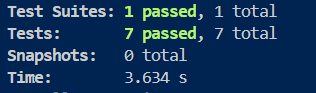 Test Suites: 1 passed, 1 total
Tests:       7 passed, 7 total
Snapshots:   0 total
Time:        3.634 s